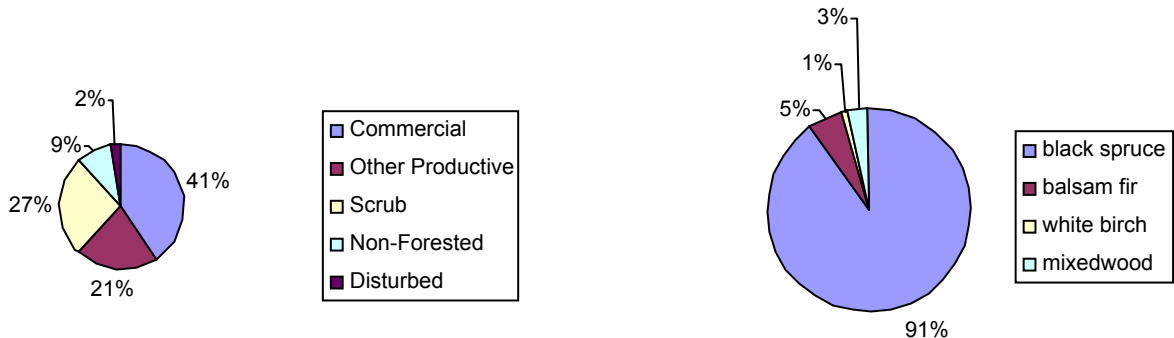 2%
9%
27%
21%
41%
Commercial
Other Productive
Scrub
Non-Forested
Disturbed
3%
1%
5%
91%
black spruce
balsam fir
white birch
mixedwood